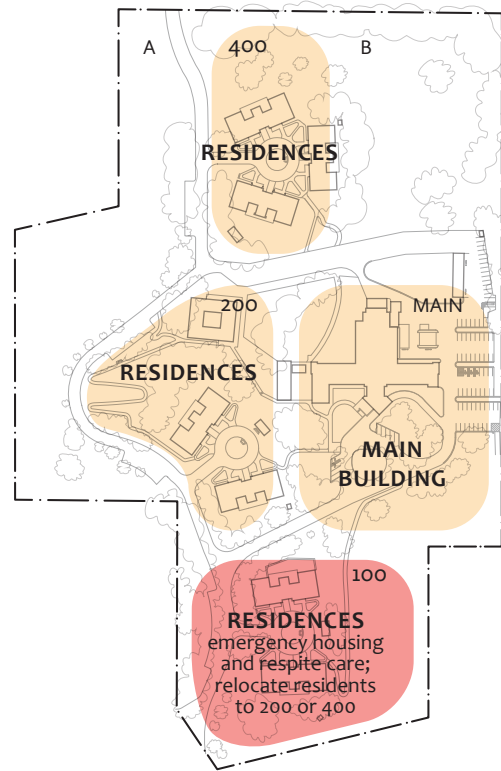 A
400
B
RESIDENCES
200
MAIN
RESIDENCES
MAIN
BUILDING
100
RESIDENCES
emergency housing
and respite care;
relocate residents
to 200 or 400